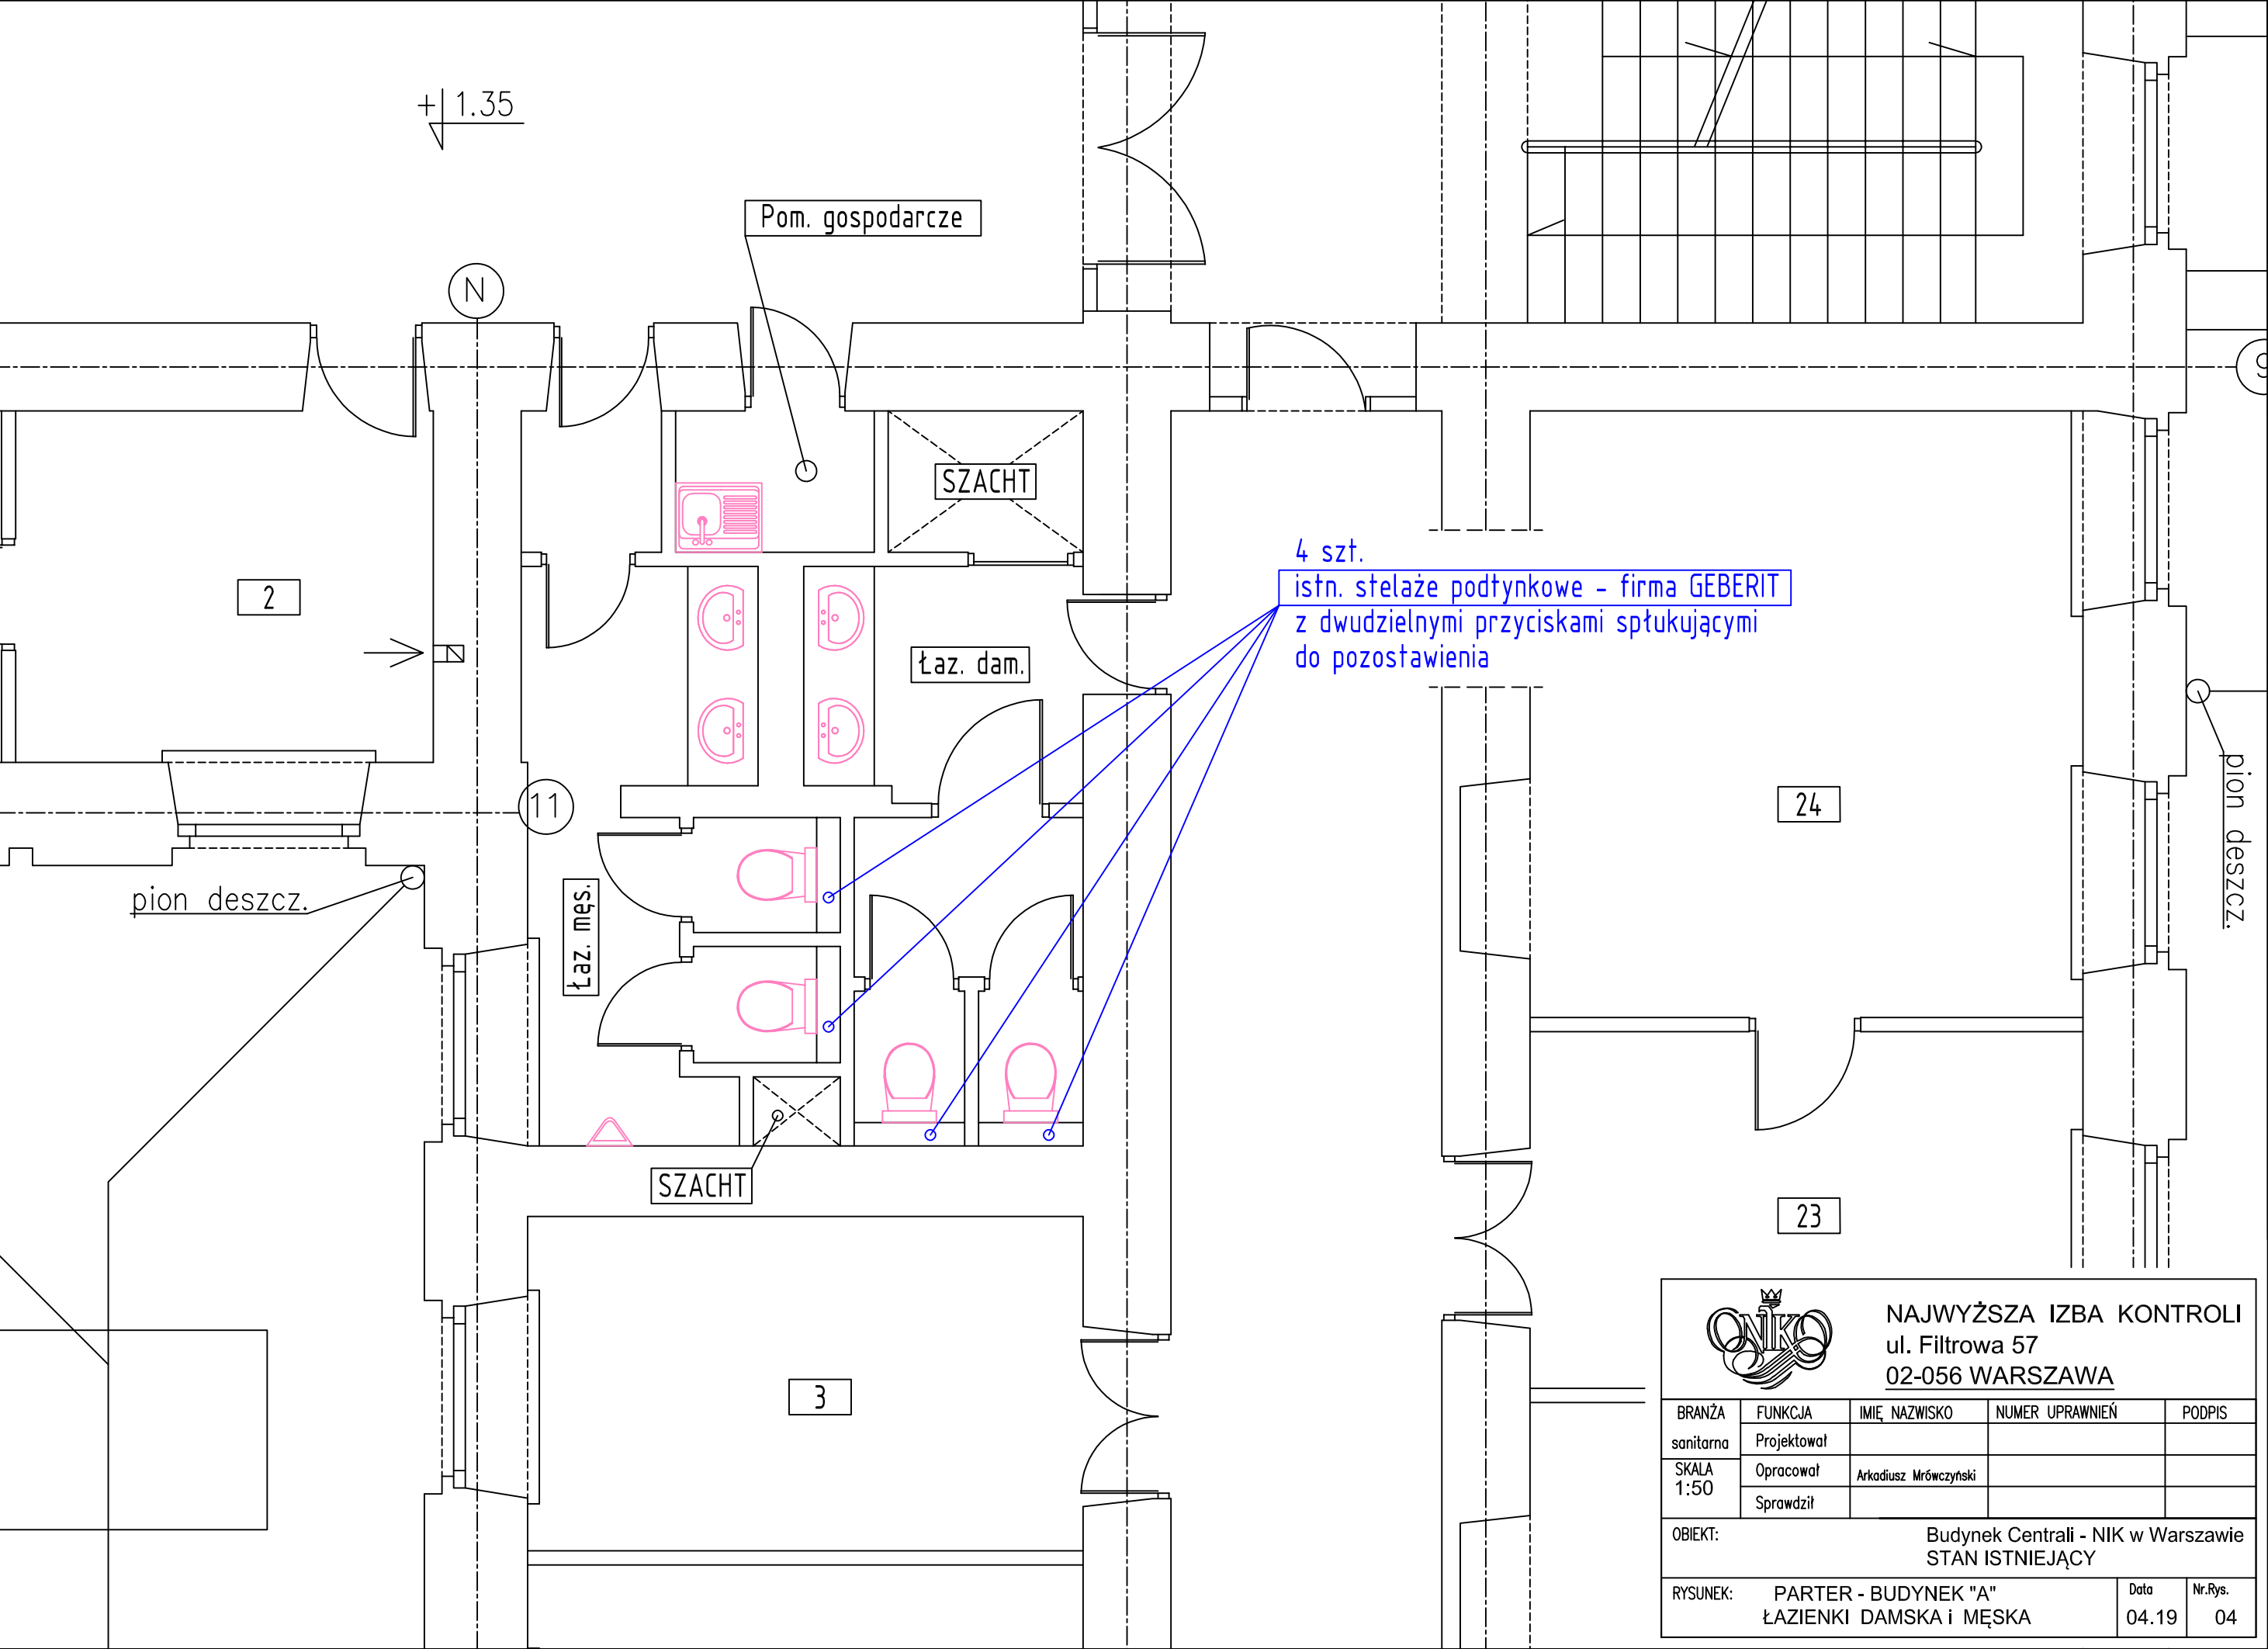 + 1.35
Pom. gospodarcze
N
9
SZACHT
4 szt.
istn. stelaże podtynkowe - firma GEBERIT
z dwudzielnymi przyciskami spłukującymi
do pozostawienia
2
Łaz. dam.
11
24
pion deszcz.
pion deszcz.
Łaz. męs.
SZACHT
23
3
NIK
NAJWYŻSZA IZBA KONTROLI
ul. Filtrowa 57
02-056 WARSZAWA
BRANŻA FUNKCJA IMIĘ NAZWISKO NUMER UPRAWNIEŃ PODPIS
sanitarna Projektował
SKALA Opracował Arkadiusz Mrówczyński
1:50
Sprawdził
OBIEKT: Budynek Centrali - NIK w Warszawie
STAN ISTNIEJĄCY
RYSUNEK: PARTER - BUDYNEK "A" Data Nr.Rys.
ŁAZIENKI DAMSKA i MĘSKA 04.19 04